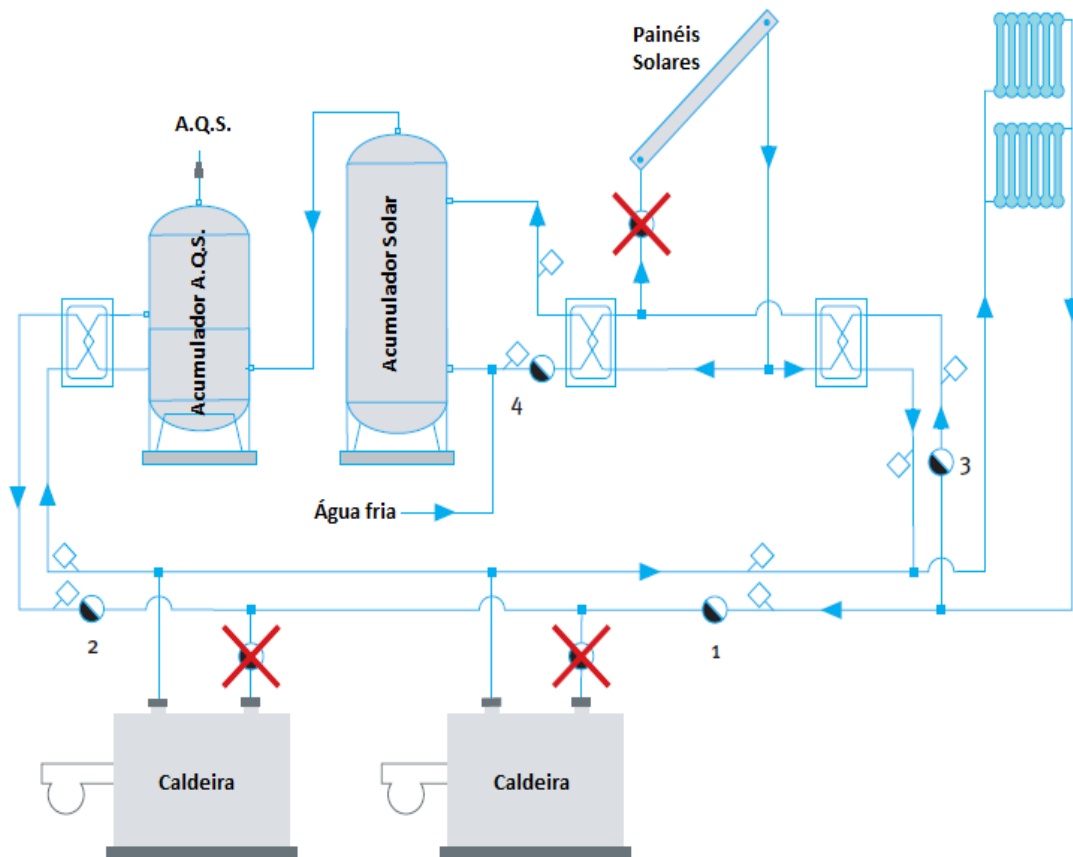 Painéis
Solares
A.Q.S.
Acumulador A.Q.S.
Acumulador Solar
4
3
Água fria
2
1
Caldeira
Caldeira